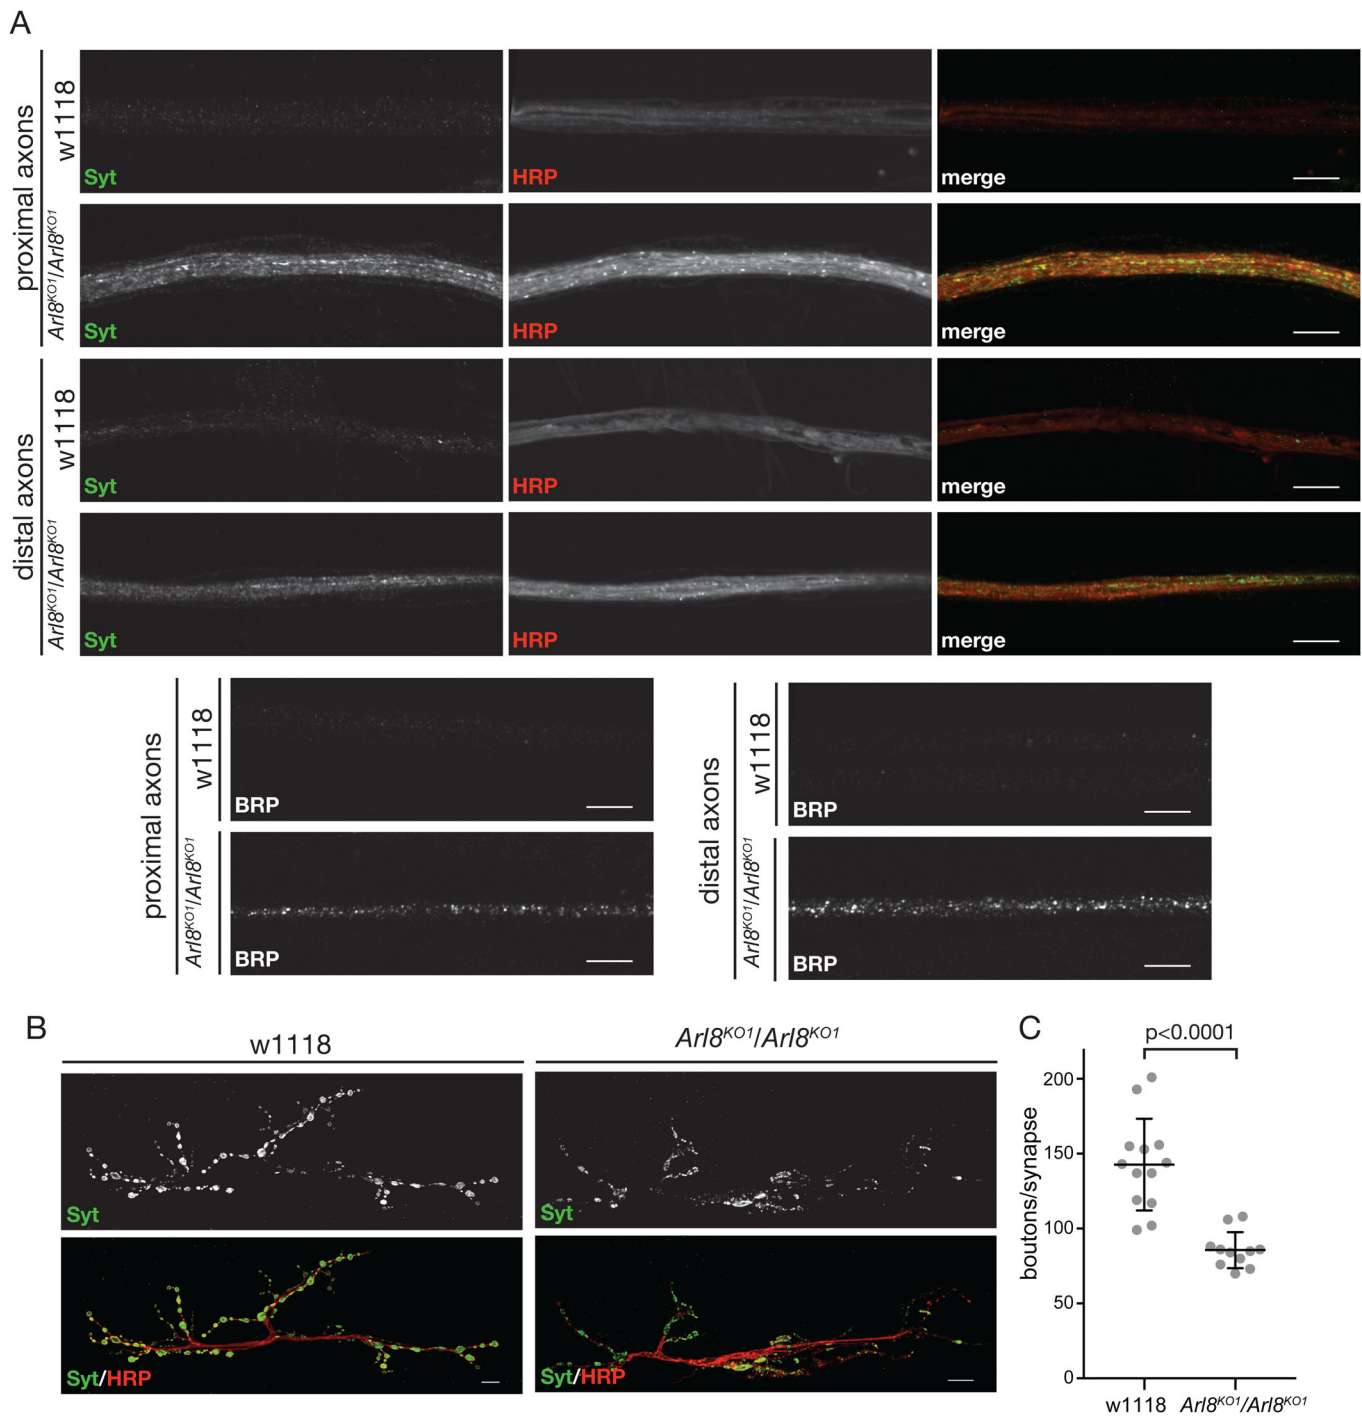 A
proximal axons
w1118
Syt
HRP
merge
Arl8KO1/Arl8KO1
Syt
HRP
merge
distal axons
w1118
Syt
HRP
merge
Arl8KO1/Arl8KO1
Syt
HRP
merge
proximal axons
w1118
BRP
Arl8KO1/Arl8KO1
BRP
distal axons
w1118
BRP
Arl8KO1/Arl8KO1
BRP
B
w1118
Arl8KO1/Arl8KO1
Syt
Syt
Syt/HRP
Syt/HRP
C
p<0.0001
boutons/synapse
200
150
100
50
0
w1118
Arl8KO1/Arl8KO1